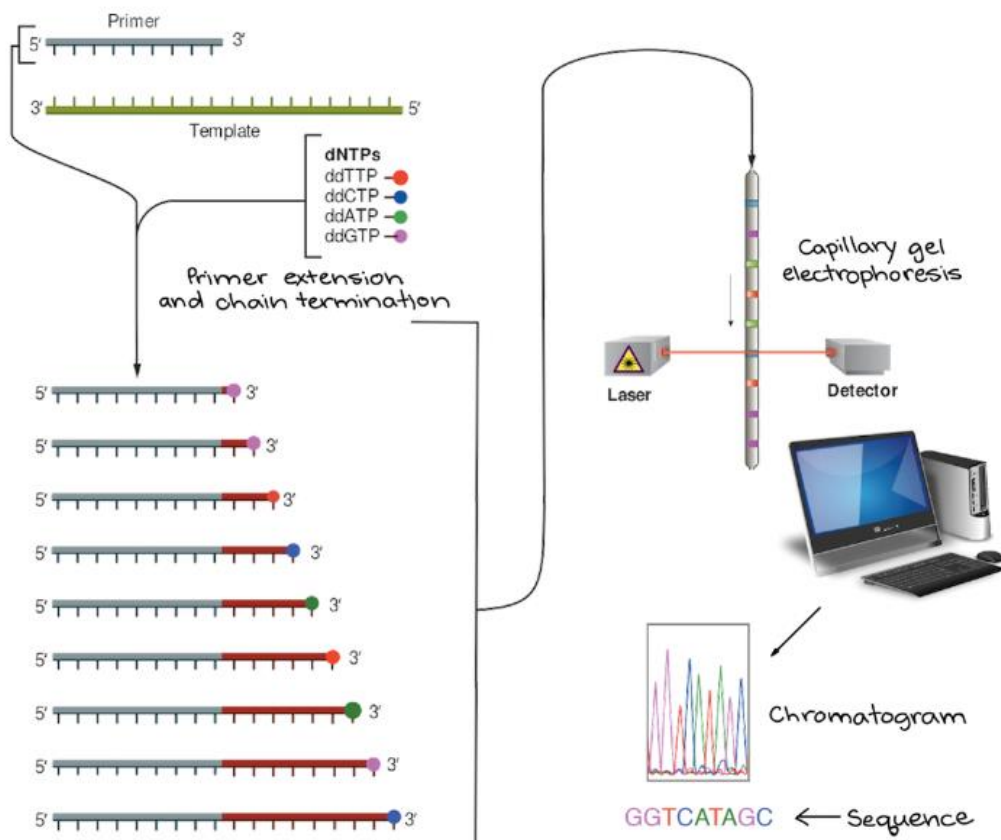 Primer
5′ 3′
3′ 5′
Template
dNTPs
ddTTP
ddCTP
ddATP
ddGTP
Primer extension
and chain termination
5′ 3′
5′ 3′
5′ 3′
5′ 3′
5′ 3′
5′ 3′
5′ 3′
5′ 3′
5′ 3′
Capillary gel
electrophoresis
Laser
Detector
Chromatogram
GGTCATAGC ← Sequence